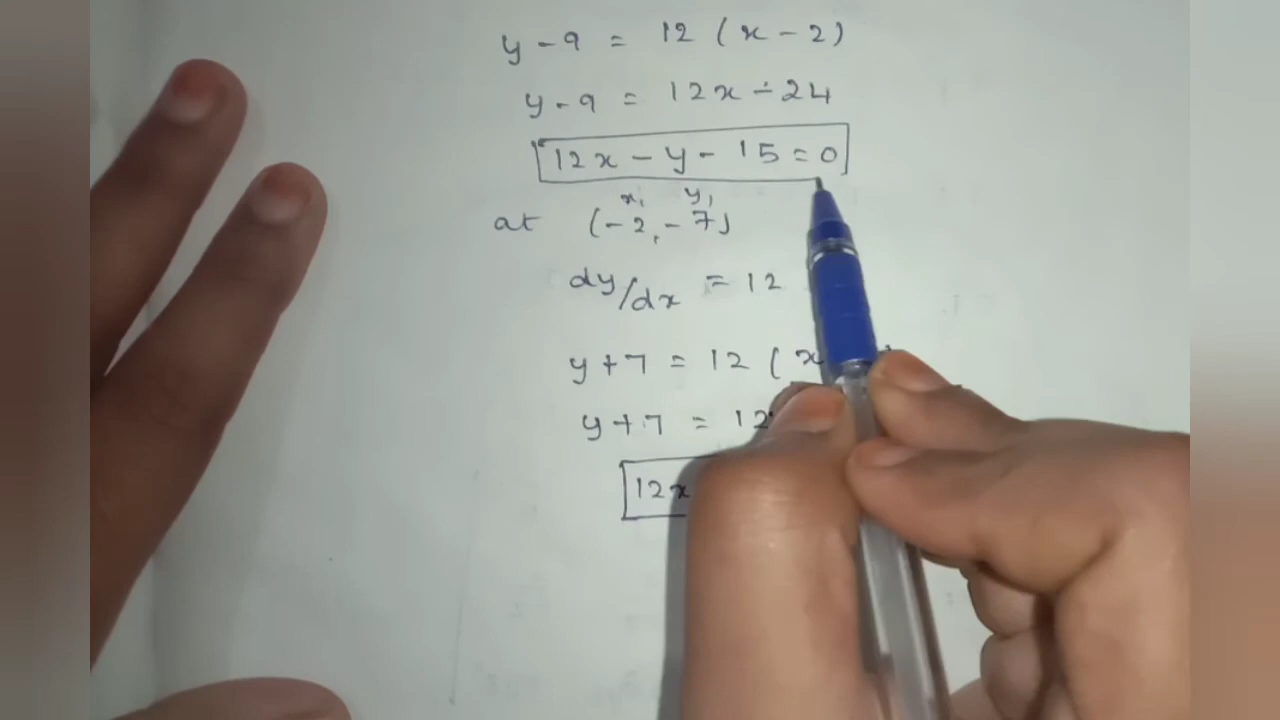 y - 9 = 12 (x - 2)
y - 9 = 12x - 24
12x - y - 15 = 0
x₁ y₁
at (-2, -7)
dy/dx = 12
y + 7 = 12 (x
y + 7 = 12
12x